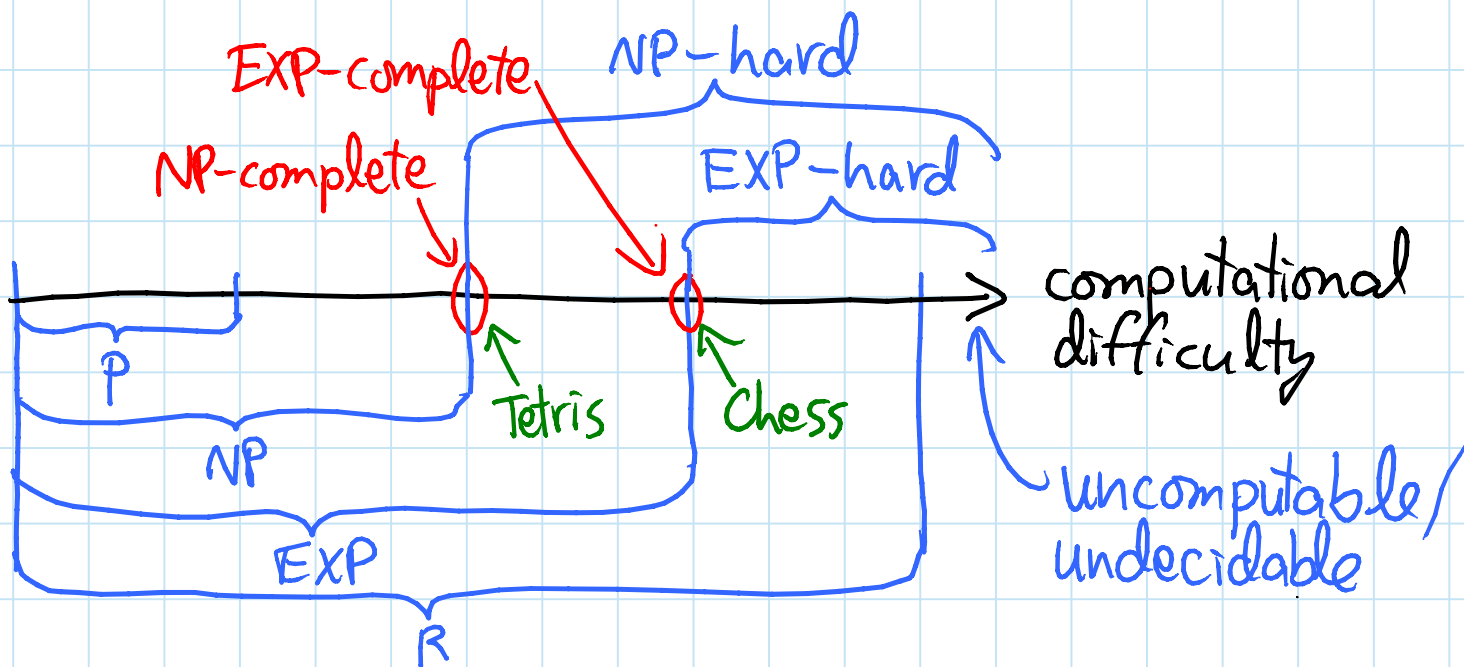 NP-hard
EXP-complete
EXP-hard
NP-complete
computational
difficulty
P
Tetris
Chess
NP
uncomputable/
undecidable
EXP
R